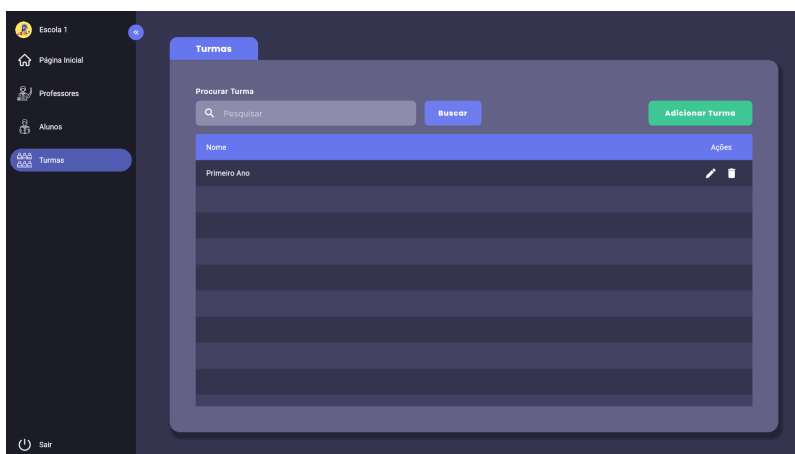 Escola 1
Página Inicial
Professores
Alunos
Turmas
Sair
Turmas
Procurar Turma
Pesquisar
Buscar
Adicionar Turma
Nome Ações
Primeiro Ano